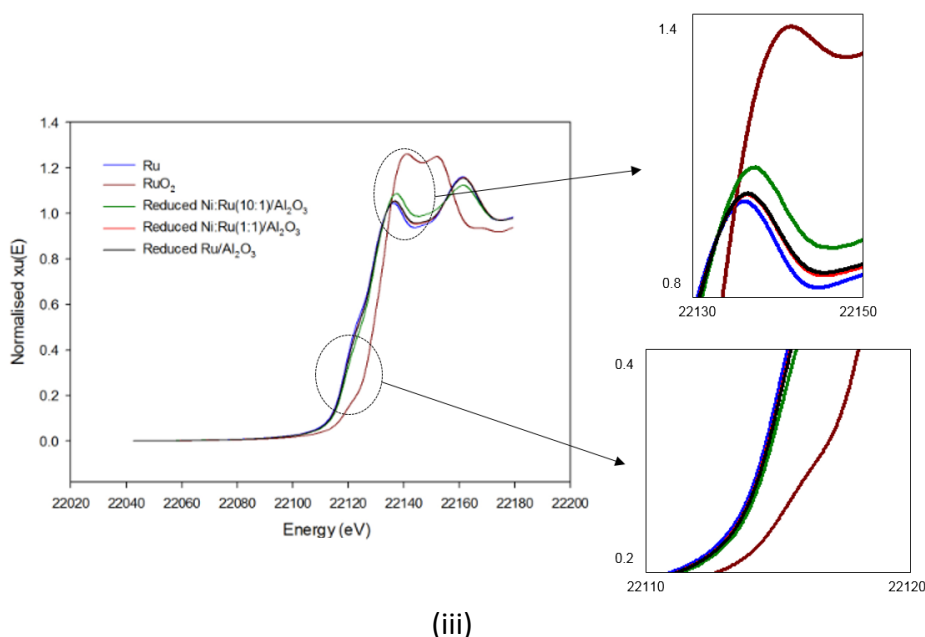 1.4
1.2
1.0
0.8
0.6
0.4
0.2
0.0
Normalised xu(E)
Ru
RuO2
Reduced Ni:Ru(10:1)/Al2O3
Reduced Ni:Ru(1:1)/Al2O3
Reduced Ru/Al2O3
22020 22040 22060 22080 22100 22120 22140 22160 22180 22200
Energy (eV)
1.4
0.8
22130 22150
0.4
0.2
22110 22120
(iii)